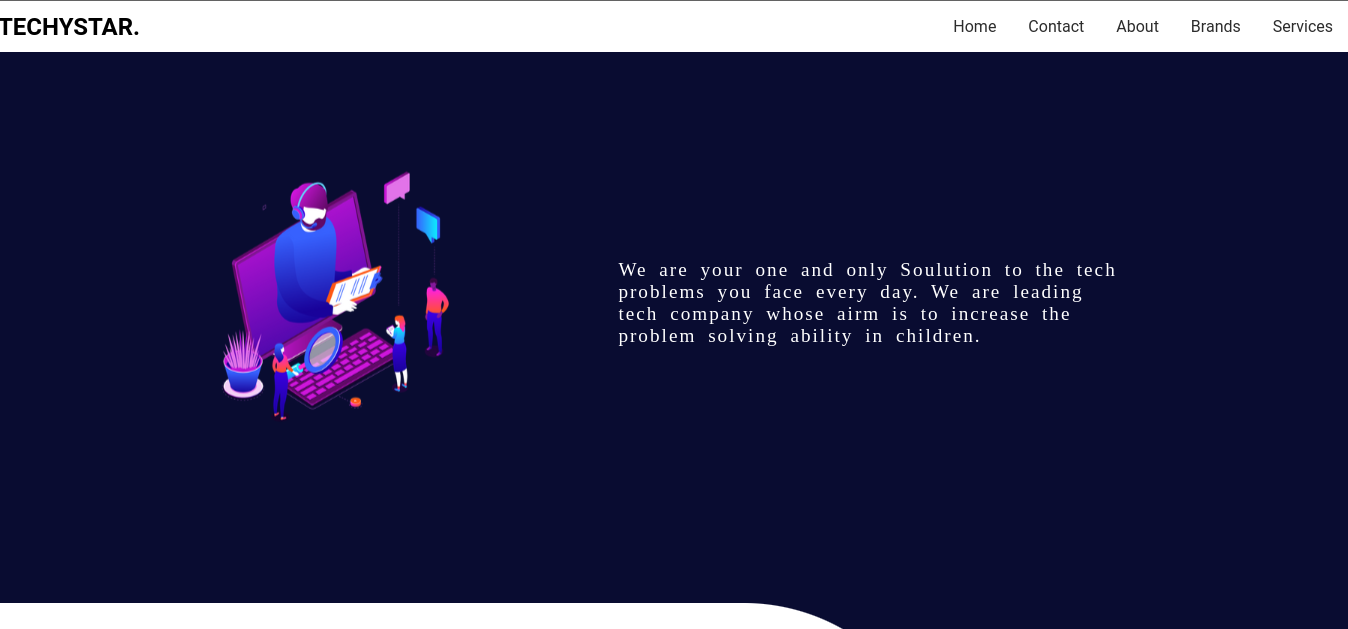 TECHYSTAR.
Home Contact About Brands Services
We are your one and only Soulution to the tech
problems you face every day. We are leading
tech company whose airm is to increase the
problem solving ability in children.